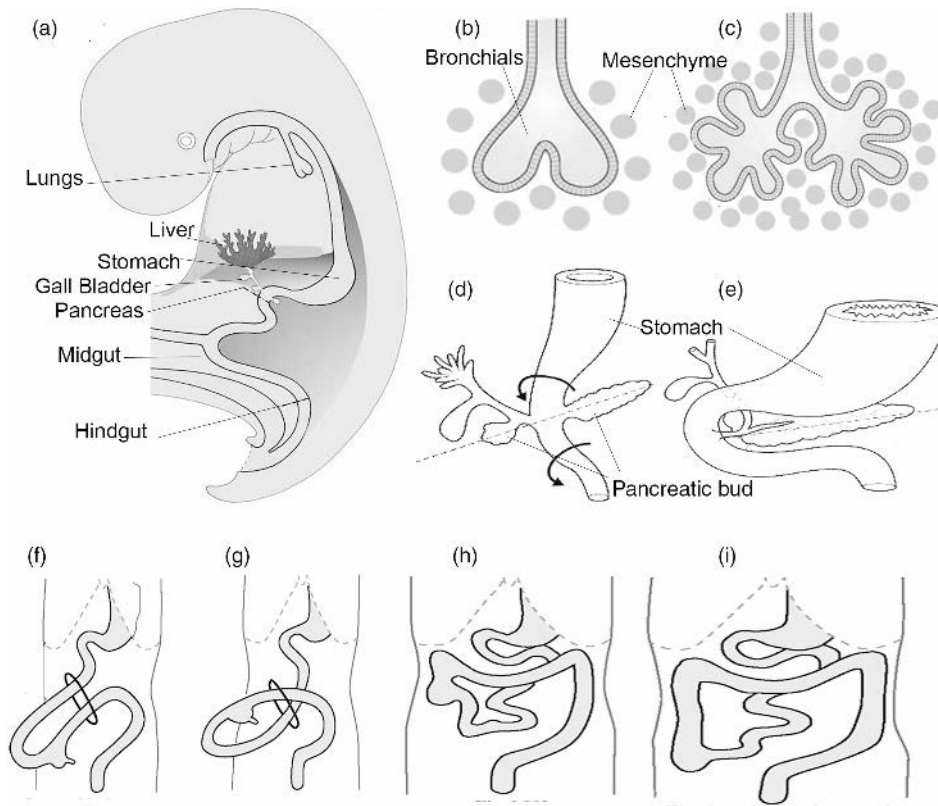 (a)
(b)
(c)
Bronchials
Mesenchyme
Lungs
Liver
Stomach
Gall Bladder
Pancreas
Midgut
Hindgut
(d)
(e)
Stomach
Pancreatic bud
(f)
(g)
(h)
(i)